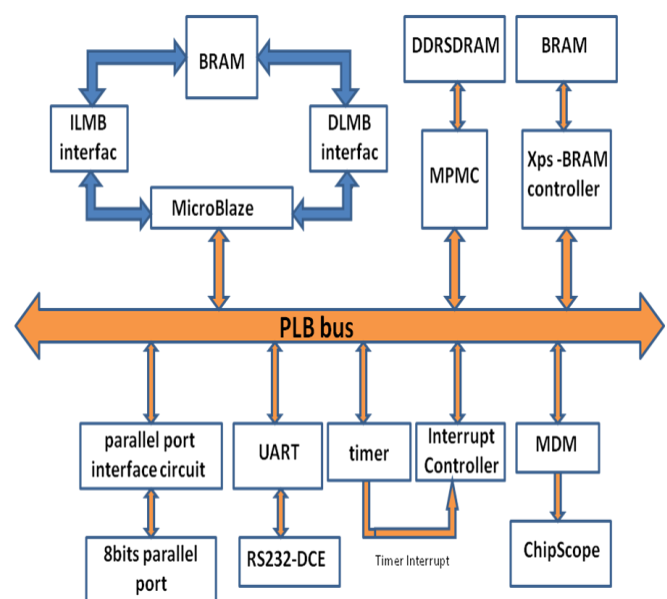 BRAM
DDRSDRAM
BRAM
ILMB
interfac
DLMB
interfac
MPMC
Xps -BRAM
controller
MicroBlaze
PLB bus
parallel port
interface circuit
UART
timer
Interrupt
Controller
MDM
8bits parallel
port
RS232-DCE
Timer Interrupt
ChipScope